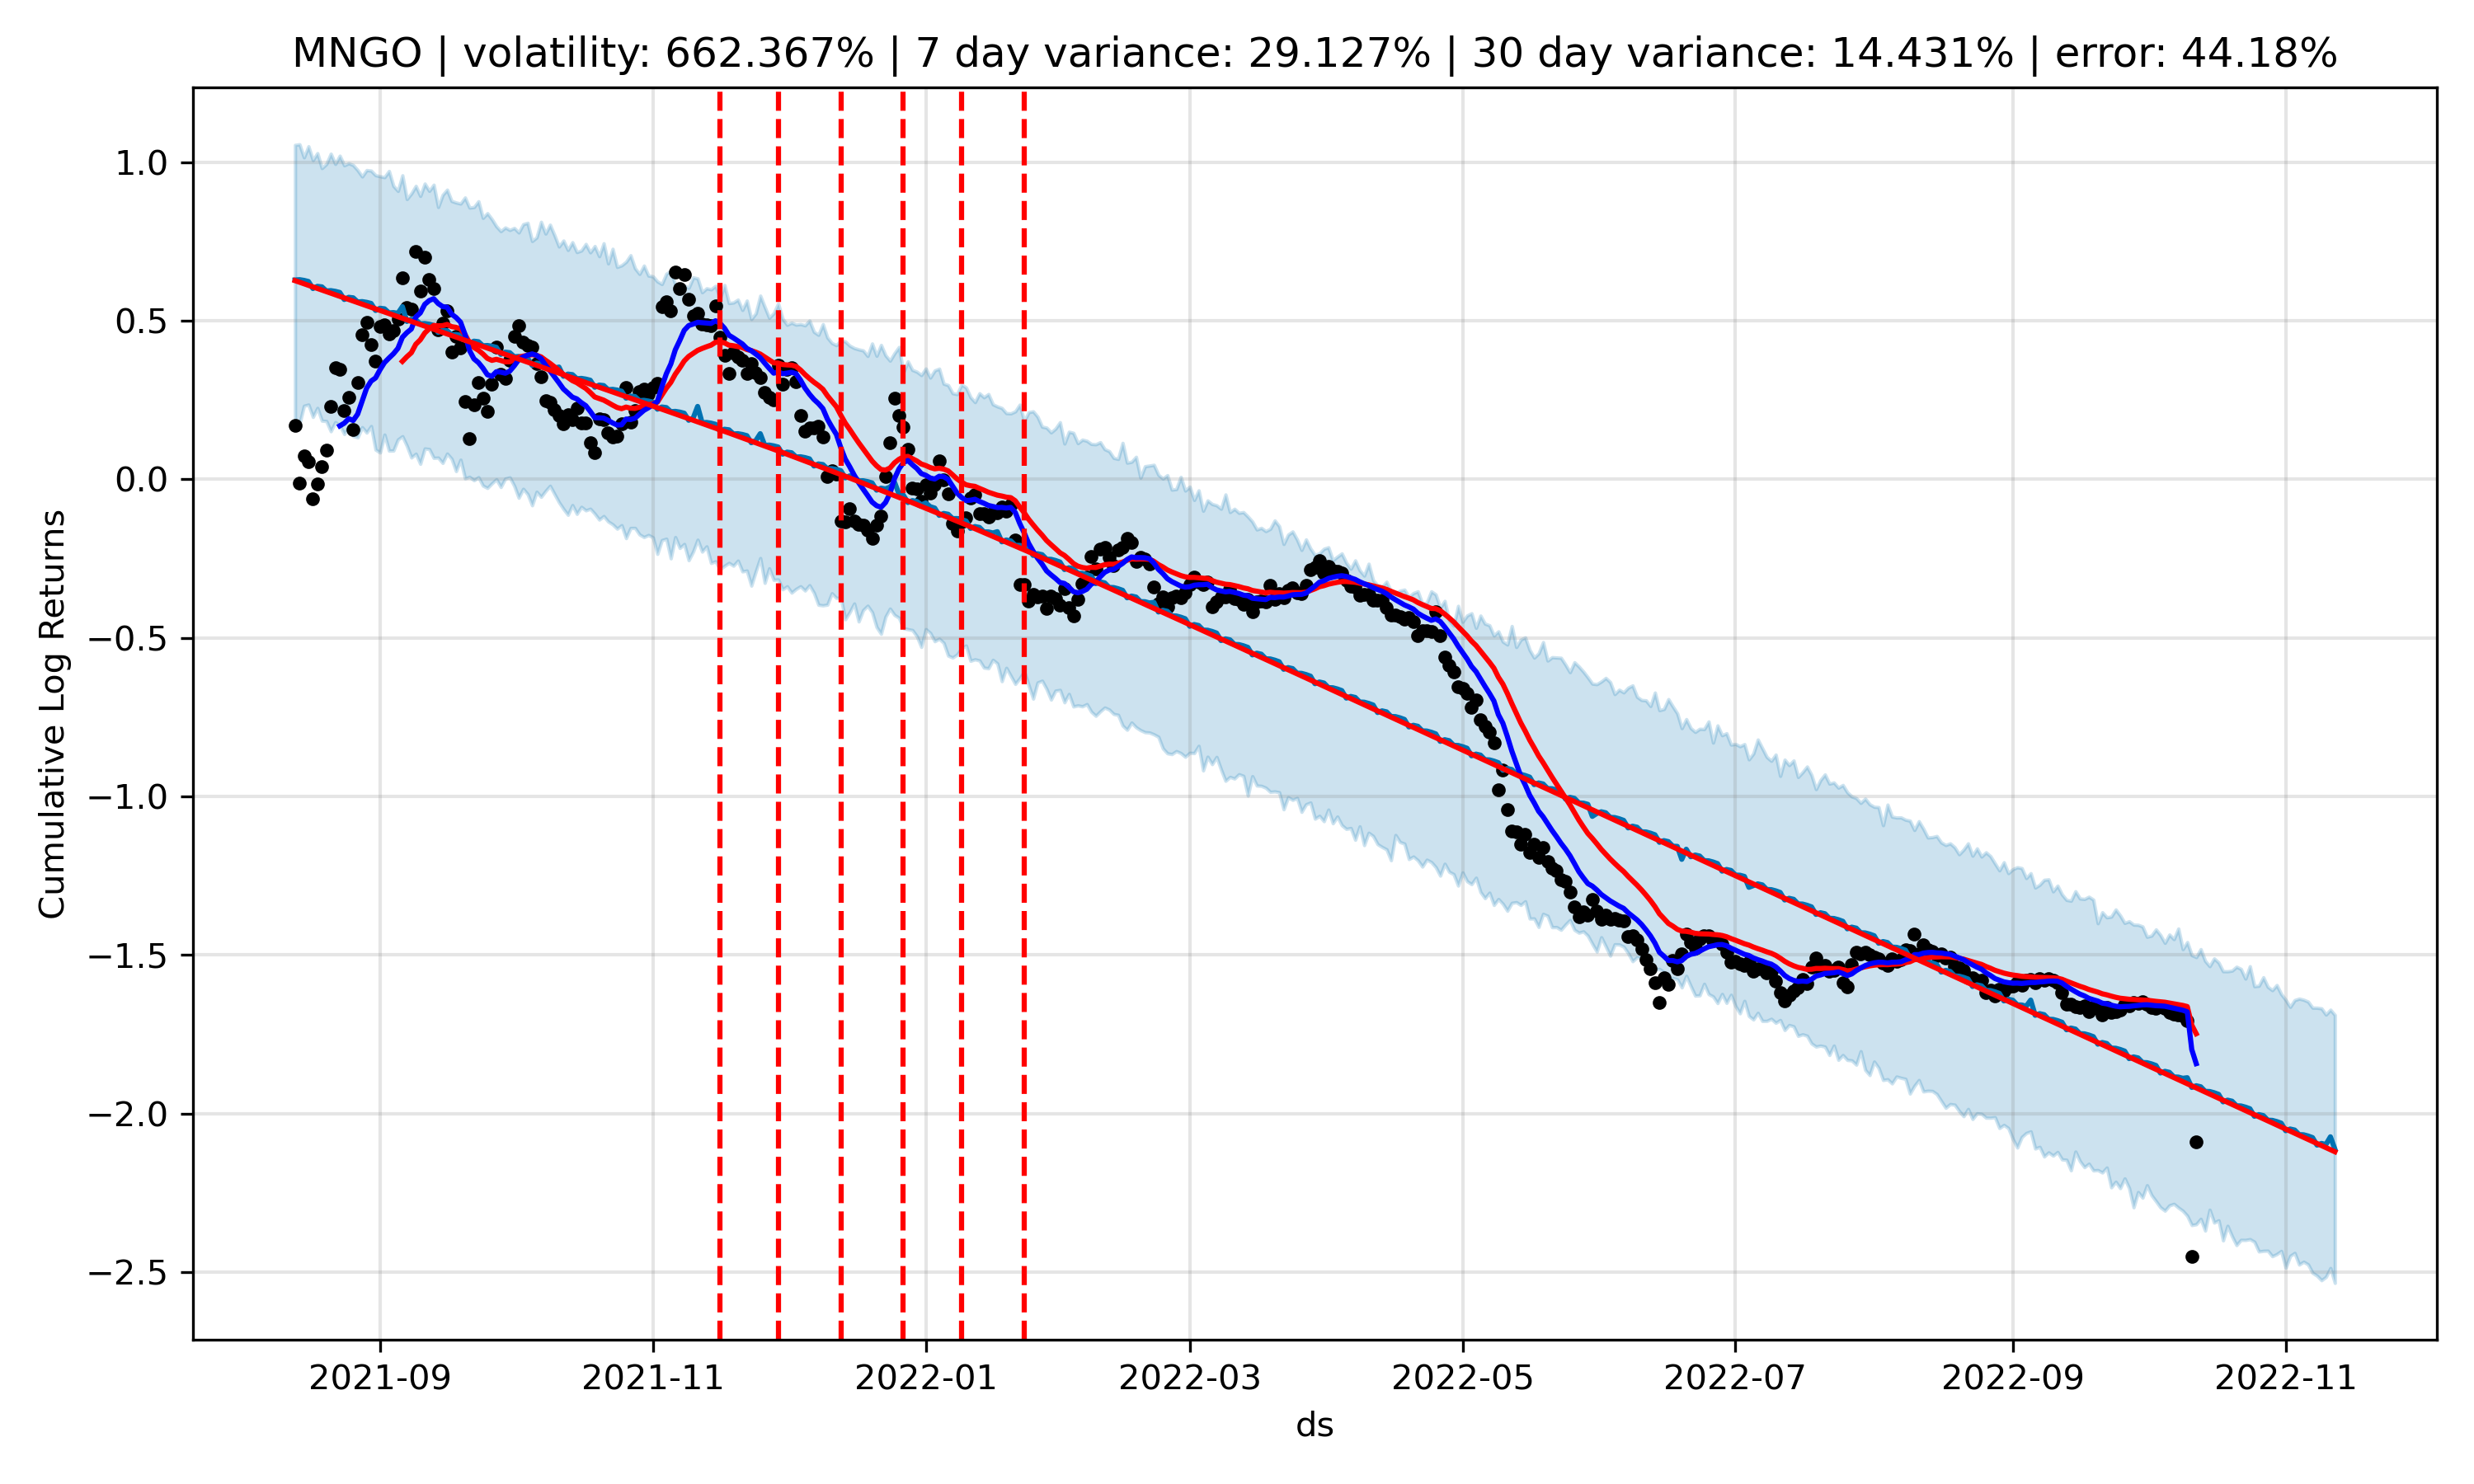 MNGO | volatility: 662.367% | 7 day variance: 29.127% | 30 day variance: 14.431% | error: 44.18%
1.0
0.5
0.0
−0.5
−1.0
−1.5
−2.0
−2.5
Cumulative Log Returns
2021-09 2021-11 2022-01 2022-03 2022-05 2022-07 2022-09 2022-11
ds